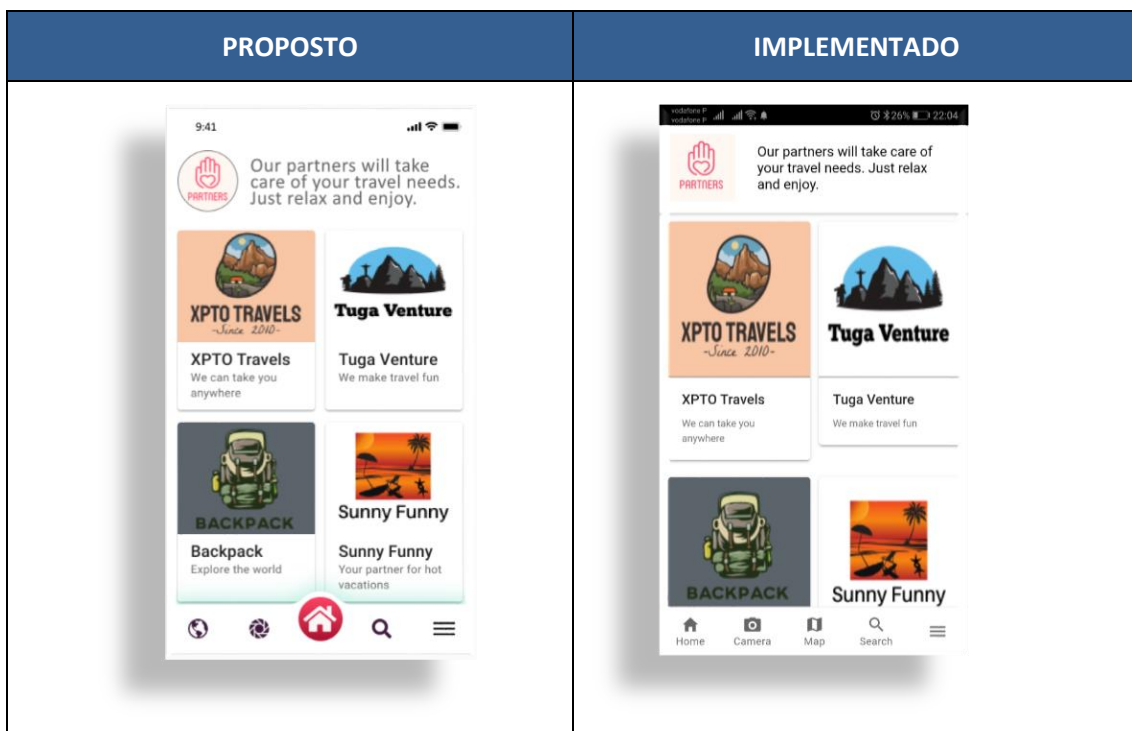 PROPOSTO
IMPLEMENTADO
9:41
PARTNERS
Our partners will take
care of your travel needs.
Just relax and enjoy.
XPTO TRAVELS
-Since 2010-
Tuga Venture
XPTO Travels
We can take you
anywhere
Tuga Venture
We make travel fun
BACKPACK
Sunny Funny
Backpack
Explore the world
Sunny Funny
Your partner for hot
vacations
vodafone P
vodafone P
26%
22:04
PARTNERS
Our partners will take care of
your travel needs. Just relax
and enjoy.
XPTO TRAVELS
-Since 2010-
Tuga Venture
XPTO Travels
We can take you
anywhere
Tuga Venture
We make travel fun
BACKPACK
Sunny Funny
Home
Camera
Map
Search